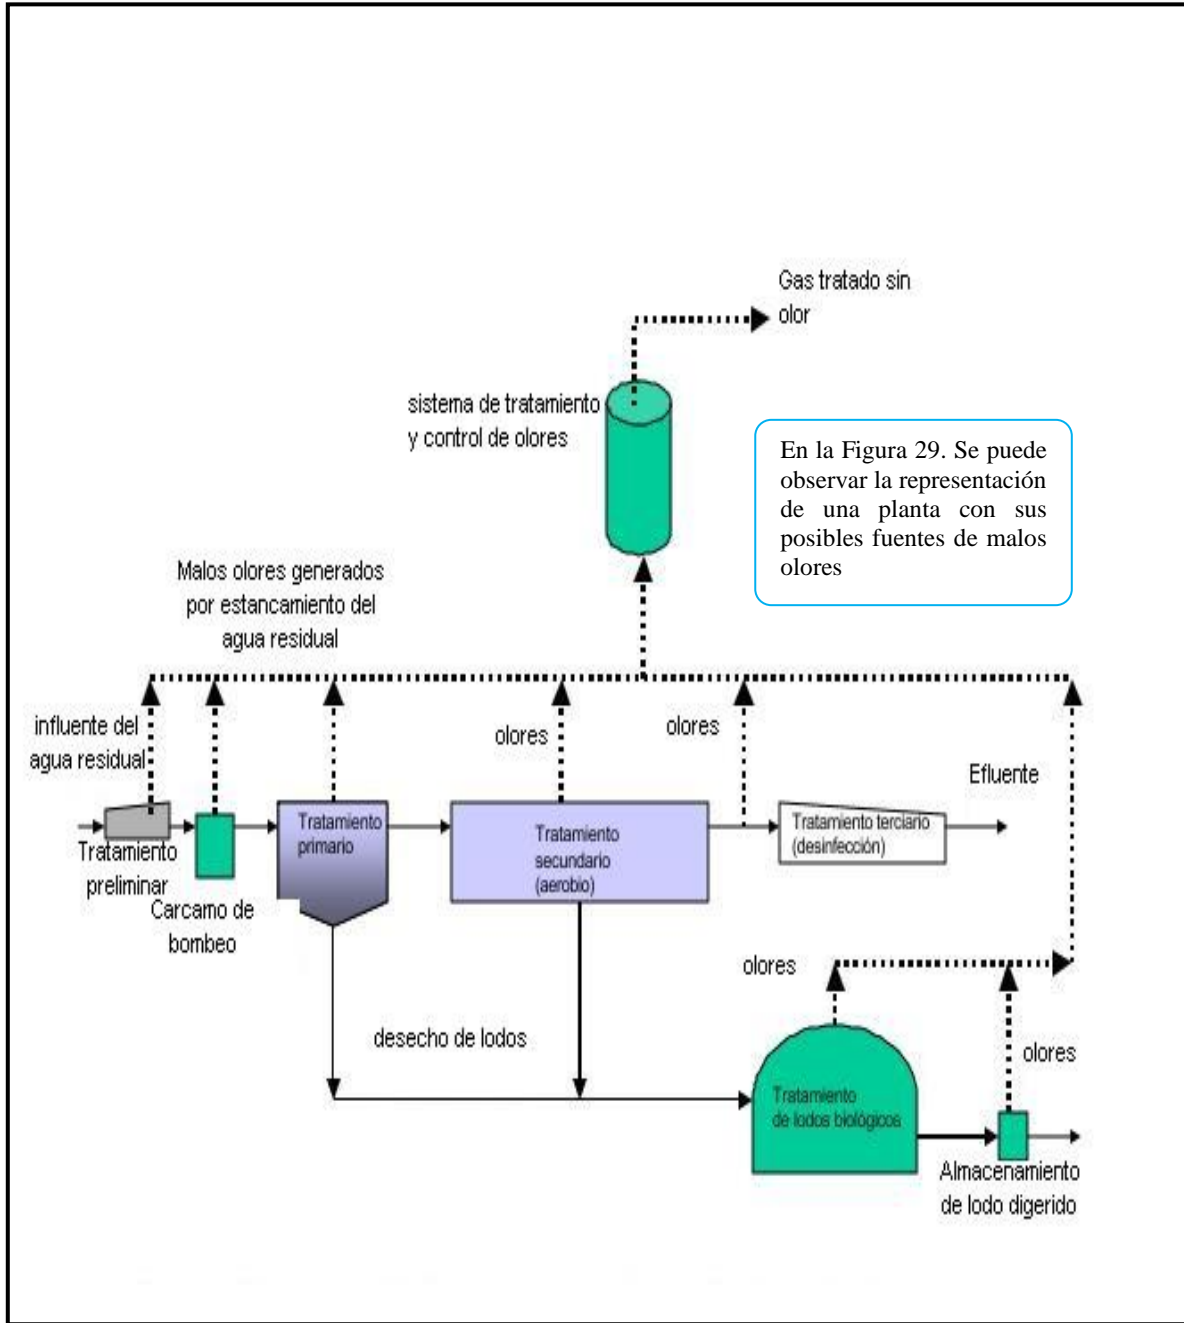 Gas tratado sin
olor
sistema de tratamiento
y control de olores
En la Figura 29. Se puede
observar la representación
de una planta con sus
posibles fuentes de malos
olores
Malos olores generados
por estancamiento del
agua residual
influente del
agua residual
olores
olores
Efluente
Tratamiento
preliminar
Carcamo de
bombeo
Tratamiento
primario
Tratamiento
secundario
(aerobio)
Tratamiento terciario
(desinfección)
olores
desecho de lodos
olores
Tratamiento
de lodos biológicos
Almacenamiento
de lodo digerido